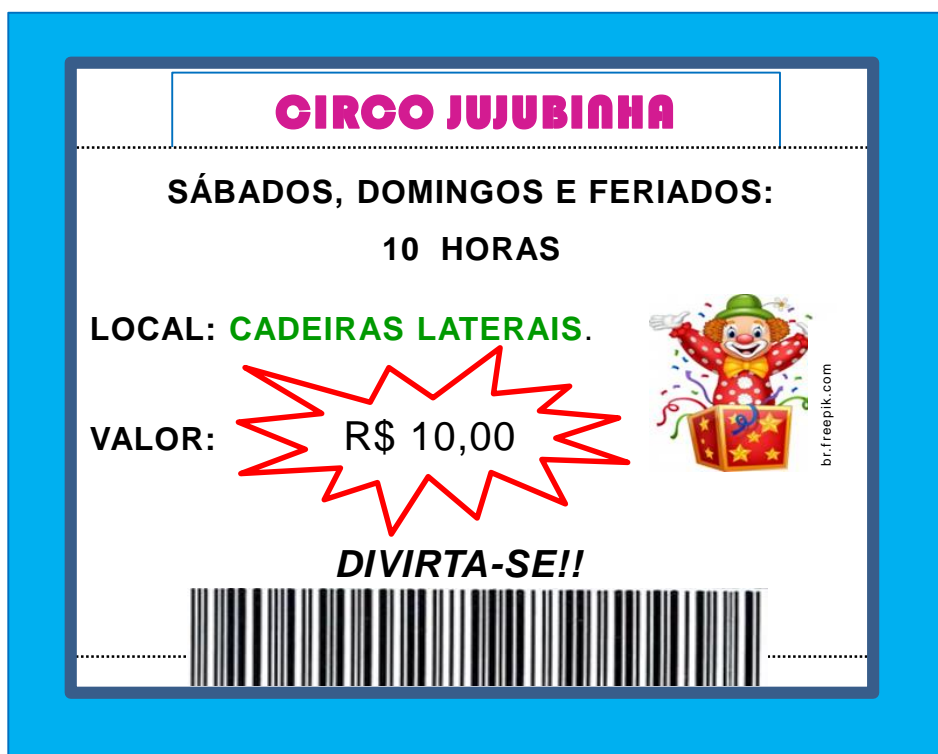 CIRCO JUJUBINHA
SÁBADOS, DOMINGOS E FERIADOS:
10 HORAS
LOCAL: CADEIRAS LATERAIS.
br.freepik.com
VALOR: R$ 10,00
DIVIRTA-SE!!